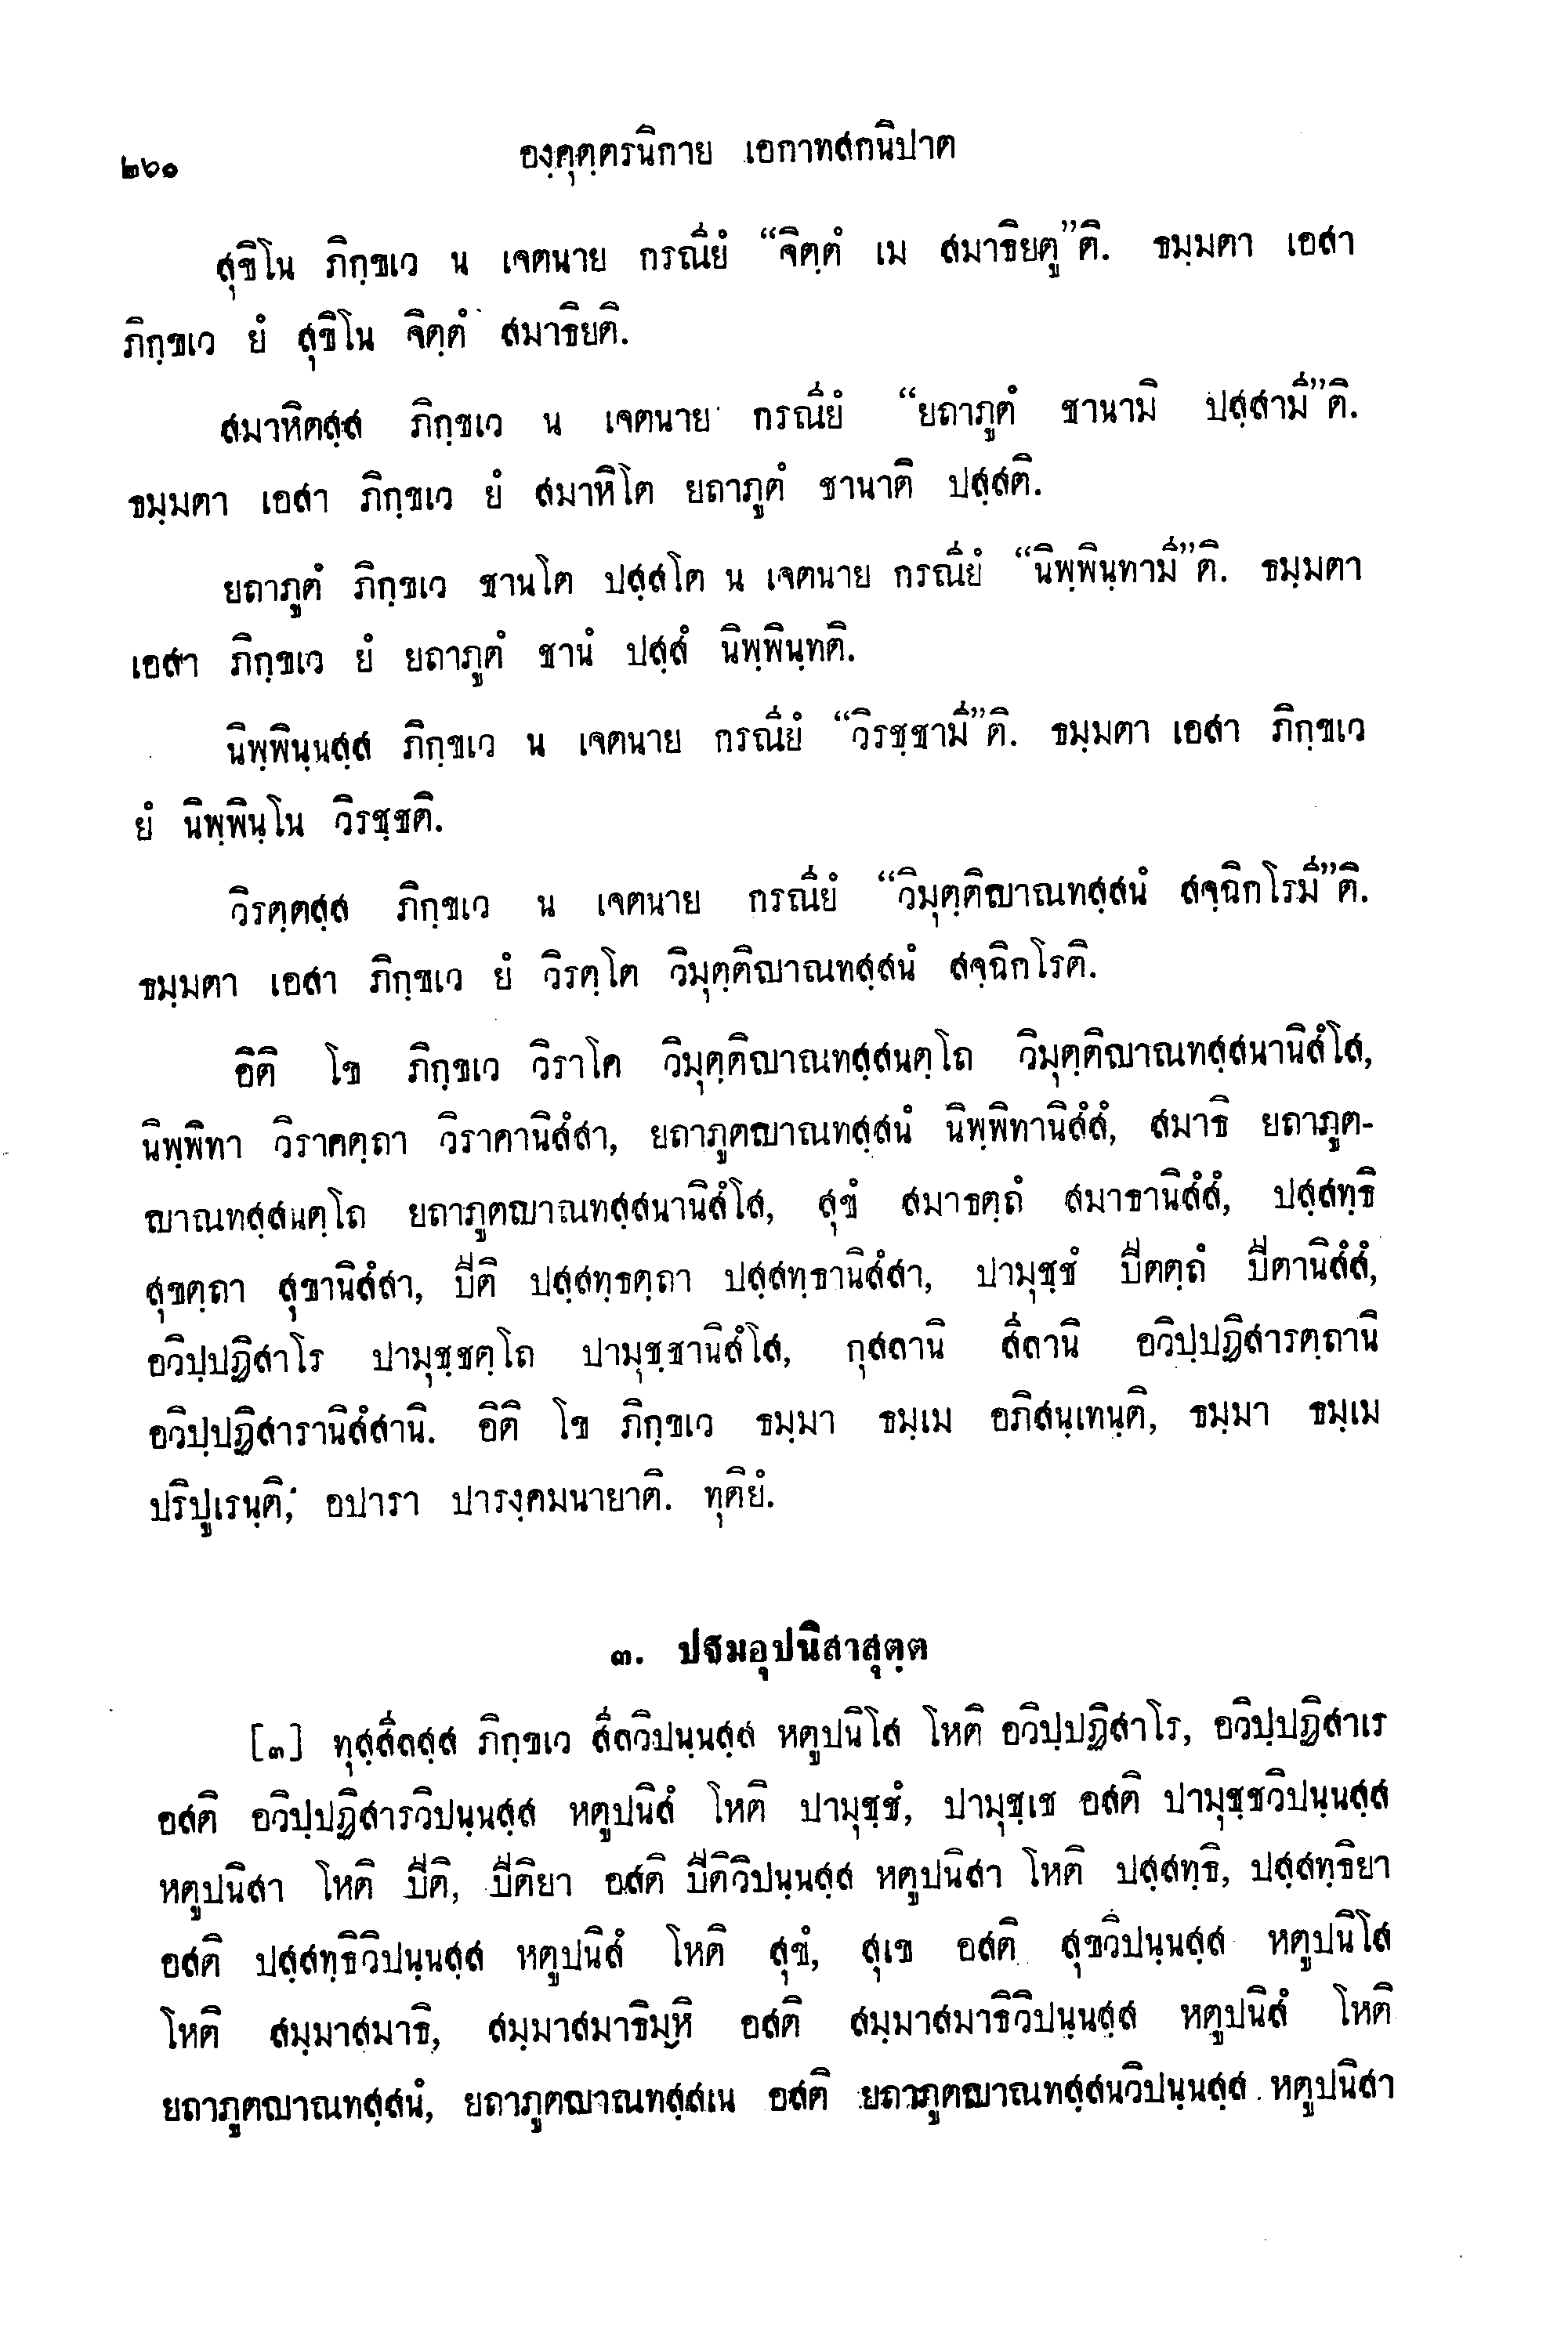 ๒๖๐ องฺคุตฺตรนิกาย เอกาทสกนิปาต
สุขิโน ภิกฺขเว น เจตนาย กรณียํ “จิตฺตํ เม สมาธิยตู”ติ. ธมฺมตา เอสา
ภิกฺขเว ยํ สุขิโน จิตฺตํ สมาธิยติ.
สมาหิตสฺส ภิกฺขเว น เจตนาย กรณียํ “ยถาภูตํ ชานามิ ปสฺสามี”ติ.
ธมฺมตา เอสา ภิกฺขเว ยํ สมาหิโต ยถาภูตํ ชานาติ ปสฺสติ.
ยถาภูตํ ภิกฺขเว ชานโต ปสฺสโต น เจตนาย กรณียํ “นิพฺพินฺทามี”ติ. ธมฺมตา
เอสา ภิกฺขเว ยํ ยถาภูตํ ชานํ ปสฺสํ นิพฺพินฺทติ.
นิพฺพินฺนสฺส ภิกฺขเว น เจตนาย กรณียํ “วิรชฺชามี”ติ. ธมฺมตา เอสา ภิกฺขเว
ยํ นิพฺพินฺโน วิรชฺชติ.
วิรตฺตสฺส ภิกฺขเว น เจตนาย กรณียํ “วิมุตฺติญาณทสฺสนํ สจฺฉิกโรมี”ติ.
ธมฺมตา เอสา ภิกฺขเว ยํ วิรตฺโต วิมุตฺติญาณทสฺสนํ สจฺฉิกโรติ.
อิติ โข ภิกฺขเว วิราโค วิมุตฺติญาณทสฺสนตฺโถ วิมุตฺติญาณทสฺสนานิสํโส,
นิพฺพิทา วิราคตฺถา วิราคานิสํสา, ยถาภูตญาณทสฺสนํ นิพฺพิทานิสํสํ, สมาธิ ยถาภูต-
ญาณทสฺสนตฺโถ ยถาภูตญาณทสฺสนานิสํโส, สุขํ สมาธตฺถํ สมาธานิสํสํ, ปสฺสทฺธิ
สุขตฺถา สุขานิสํสา, ปีติ ปสฺสทฺธตฺถา ปสฺสทฺธานิสํสา, ปามุชฺชํ ปีตตฺถํ ปีตานิสํสํ,
อวิปฺปฏิสาโร ปามุชฺชตฺโถ ปามุชฺชานิสํโส, กุสลานิ สีลานิ อวิปฺปฏิสารตฺถานิ
อวิปฺปฏิสารานิสํสานิ. อิติ โข ภิกฺขเว ธมฺมา ธมฺเม อภิสนฺเทนฺติ, ธมฺมา ธมฺเม
ปริปูเรนฺติ, อปารา ปารงฺคมนายาติ. ทุติยํ.
๓. ปฐมอุปนิสาสุตฺต
[๓] ทุสฺสีลสฺส ภิกฺขเว สีลวิปนฺนสฺส หตูปนิโส โหติ อวิปฺปฏิสาโร, อวิปฺปฏิสาเร
อสติ อวิปฺปฏิสารวิปนฺนสฺส หตูปนิสํ โหติ ปามุชฺชํ, ปามุชฺเช อสติ ปามุชฺชวิปนฺนสฺส
หตูปนิสา โหติ ปีติ, ปีติยา อสติ ปีติวิปนฺนสฺส หตูปนิสา โหติ ปสฺสทฺธิ, ปสฺสทฺธิยา
อสติ ปสฺสทฺธิวิปนฺนสฺส หตูปนิสํ โหติ สุขํ, สุเข อสติ สุขวิปนฺนสฺส หตูปนิโส
โหติ สมฺมาสมาธิ, สมฺมาสมาธิมฺหิ อสติ สมฺมาสมาธิวิปนฺนสฺส หตูปนิสํ โหติ
ยถาภูตญาณทสฺสนํ, ยถาภูตญาณทสฺสเน อสติ ยถาภูตญาณทสฺสนวิปนฺนสฺส หตูปนิสา